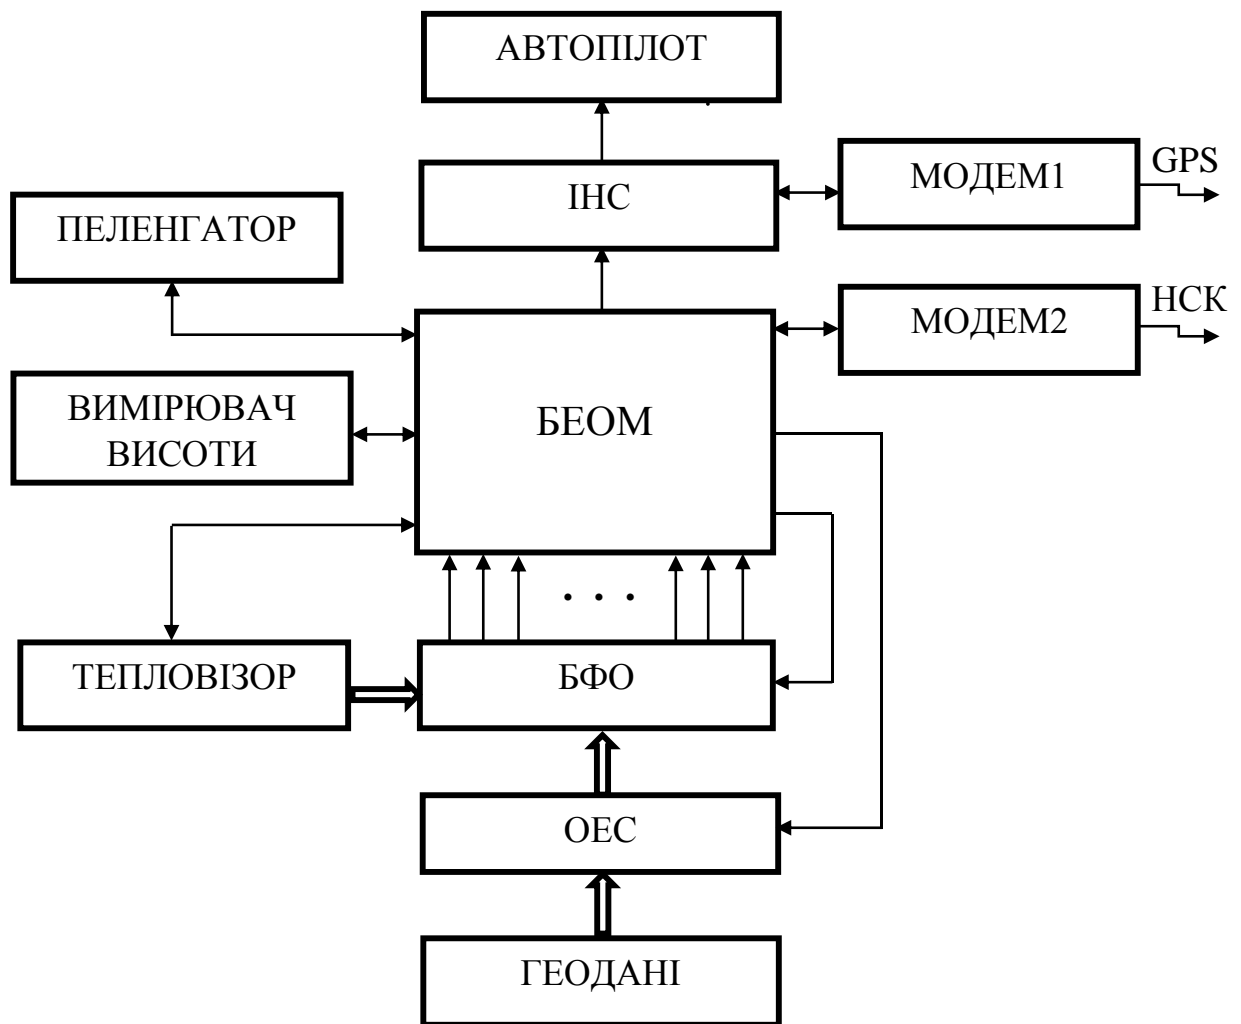 АВТОПІЛОТ
ІНС
МОДЕМ1
GPS
ПЕЛЕНГАТОР
МОДЕМ2
НСК
ВИМІРЮВАЧ
ВИСОТИ
БЕОМ
. . .
ТЕПЛОВІЗОР
БФО
ОЕС
ГЕОДАНІ